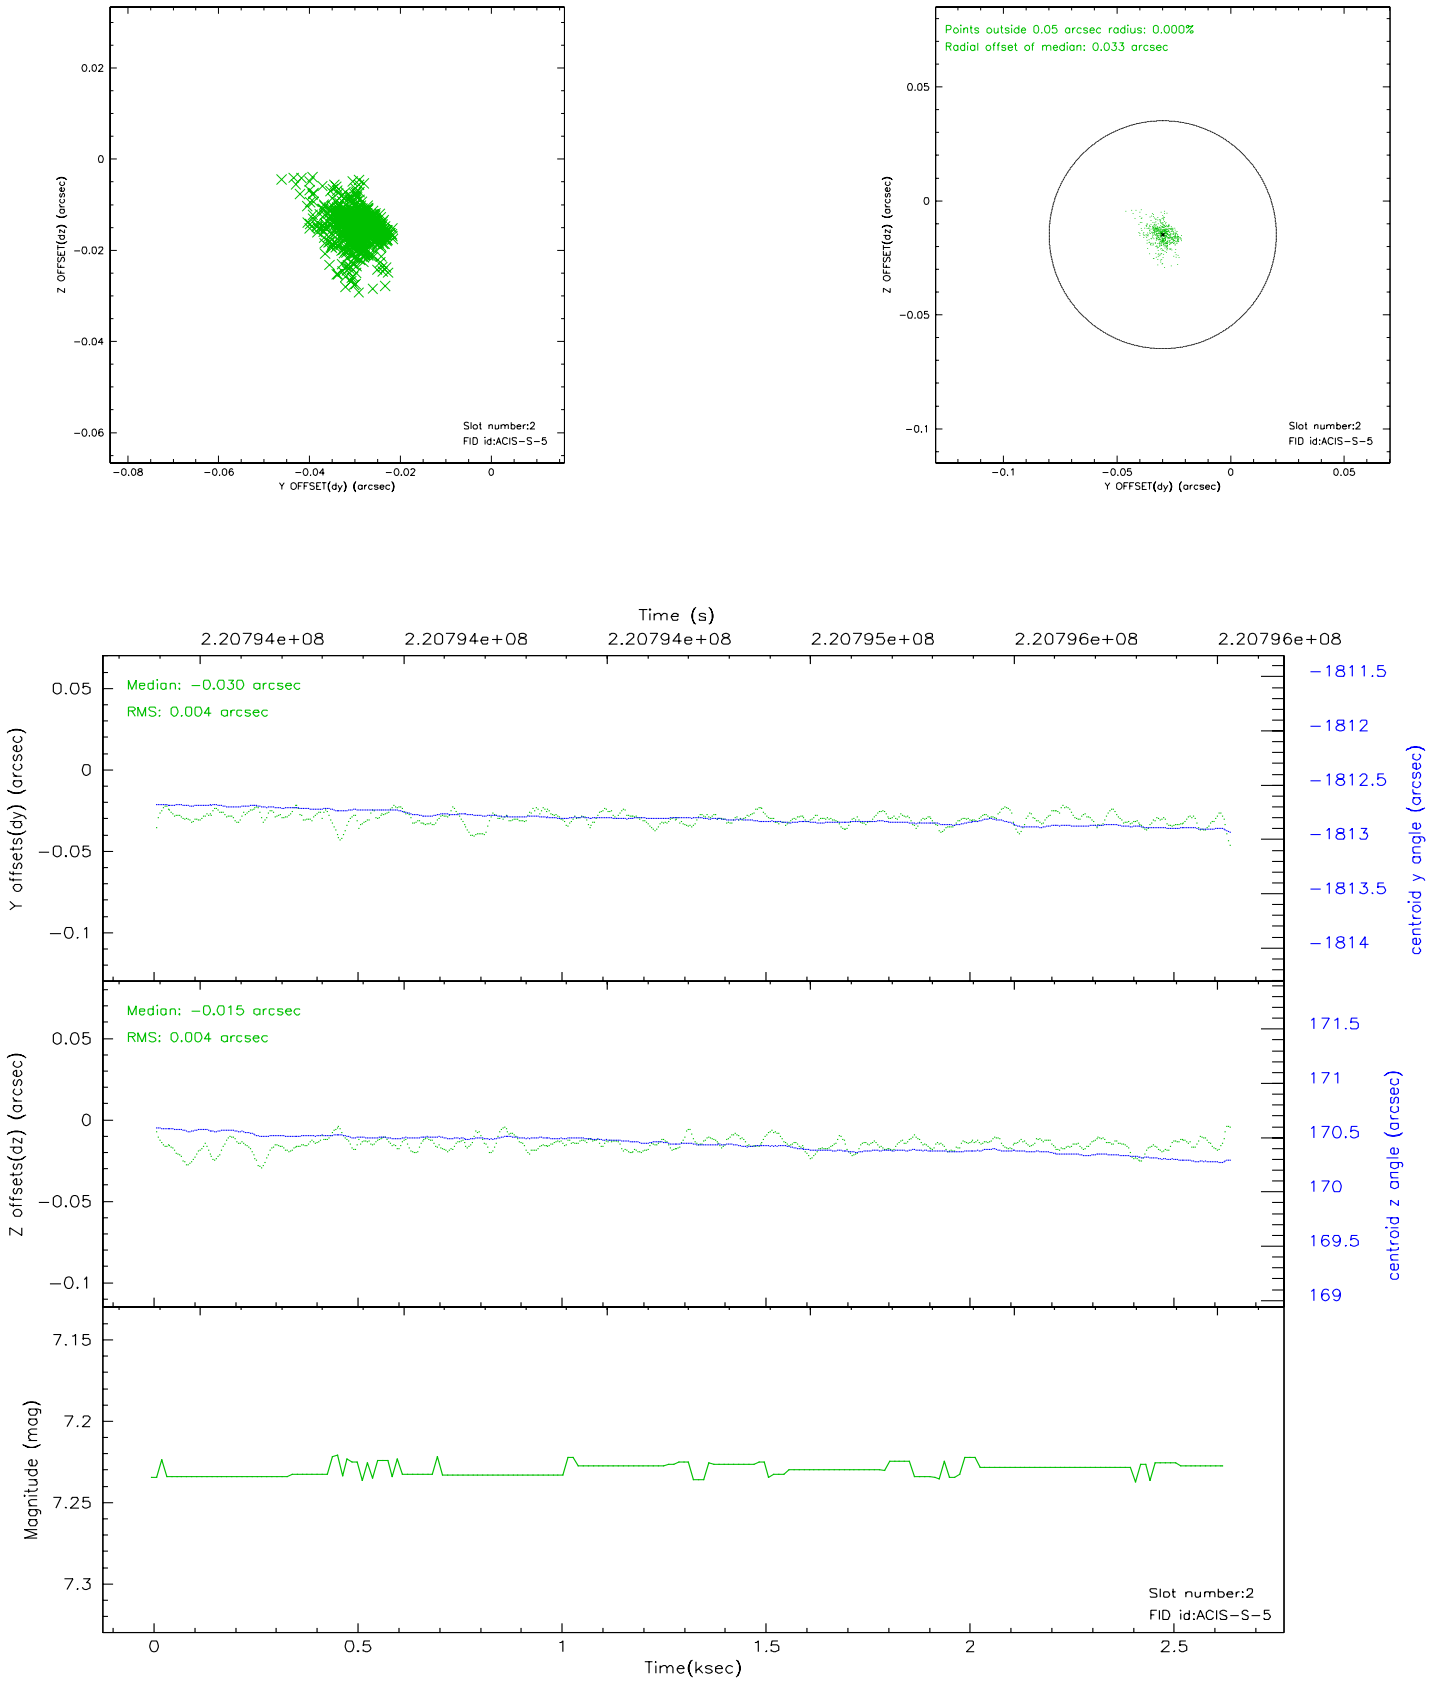 0.02
0
-0.02
-0.04
-0.06
Z OFFSET(dz) (arcsec)
Slot number:2
FID id:ACIS-S-5
-0.08 -0.06 -0.04 -0.02 0
Y OFFSET(dy) (arcsec)
Points outside 0.05 arcsec radius: 0.000%
Radial offset of median: 0.033 arcsec
0.05
0
-0.05
-0.1
Z OFFSET(dz) (arcsec)
Slot number:2
FID id:ACIS-S-5
-0.1 -0.05 0 0.05
Y OFFSET(dy) (arcsec)
Time (s)
2.20794e+08 2.20794e+08 2.20794e+08 2.20795e+08 2.20796e+08 2.20796e+08
Median: -0.030 arcsec
RMS: 0.004 arcsec
0.05
0
-0.05
-0.1
Y offsets(dy) (arcsec)
-1811.5
-1812
-1812.5
-1813
-1813.5
-1814
centroid y angle (arcsec)
Median: -0.015 arcsec
RMS: 0.004 arcsec
0.05
0
-0.05
-0.1
Z offsets(dz) (arcsec)
171.5
171
170.5
170
169.5
169
centroid z angle (arcsec)
7.15
7.2
7.25
7.3
Magnitude (mag)
Slot number:2
FID id:ACIS-S-5
0 0.5 1 1.5 2 2.5
Time(ksec)